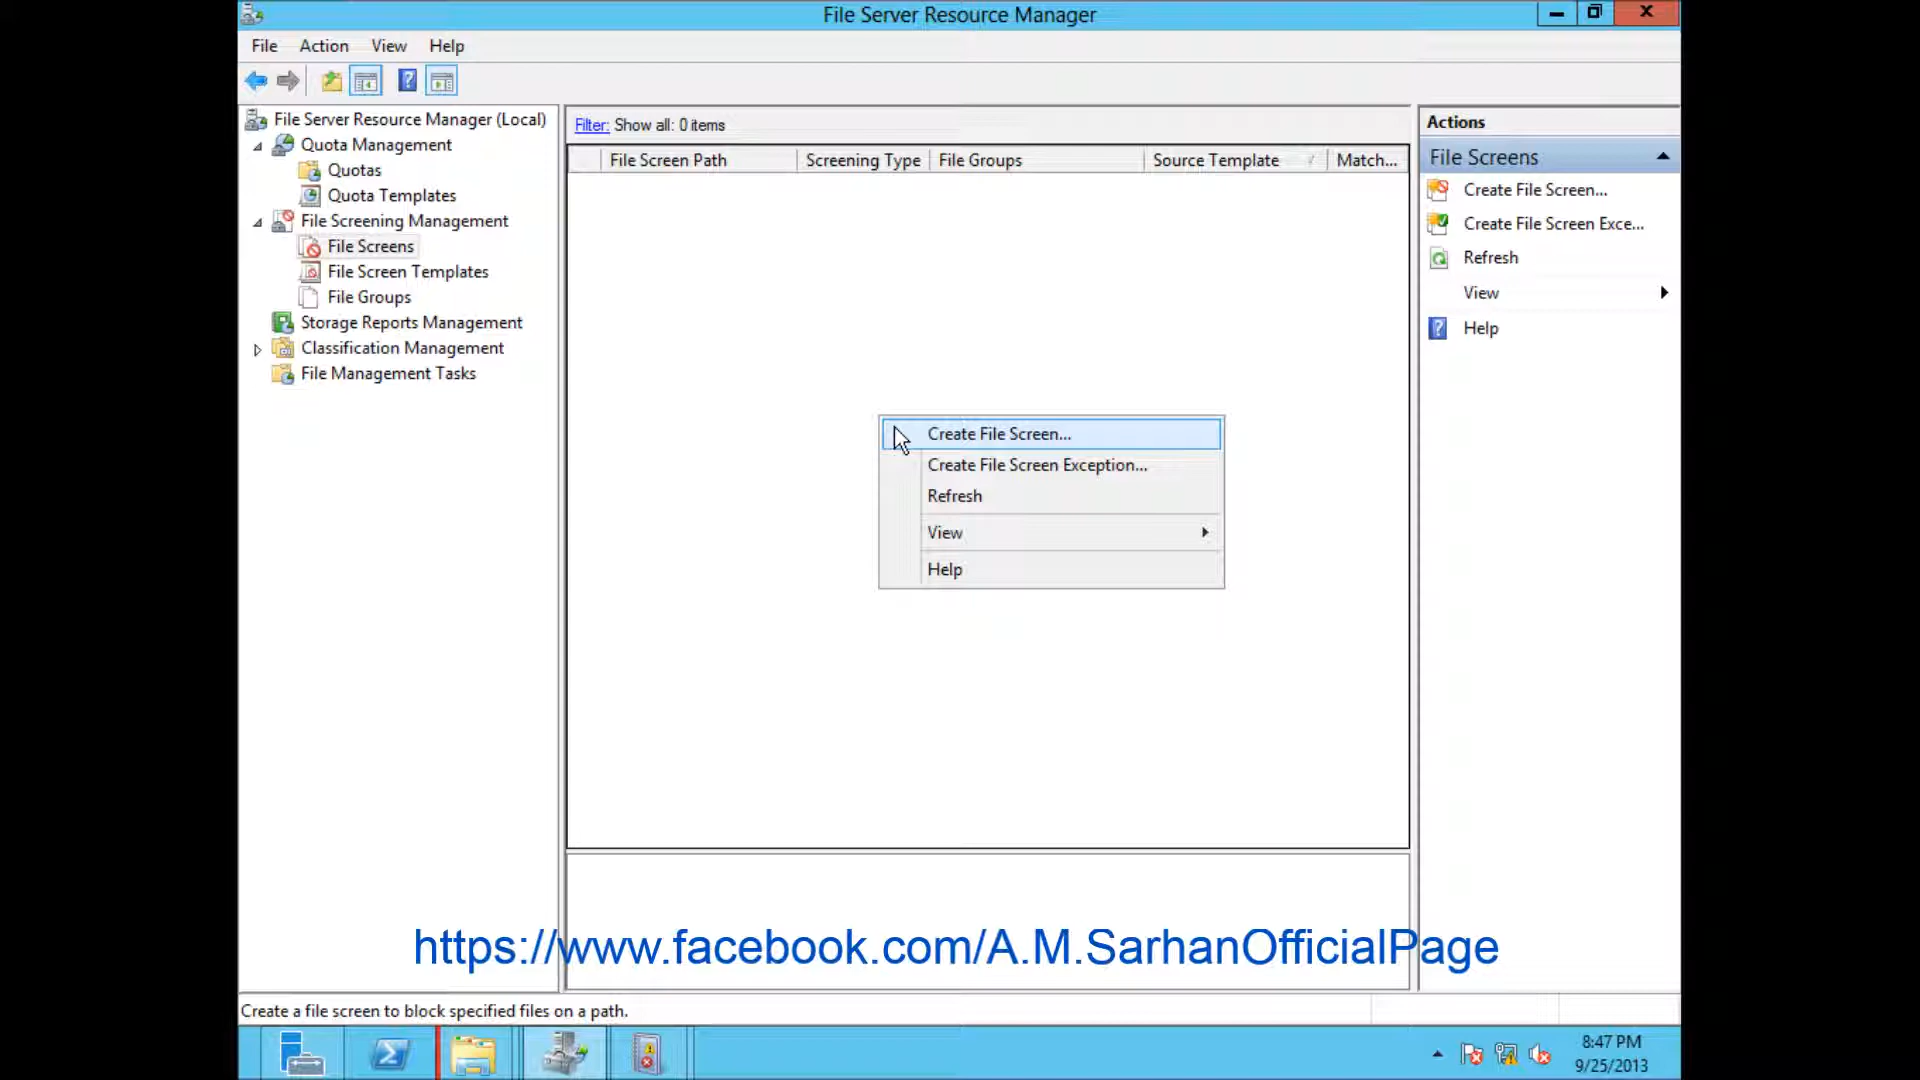 File Server Resource Manager
File Action View Help
File Server Resource Manager (Local)
Quota Management
Quotas
Quota Templates
File Screening Management
File Screens
File Screen Templates
File Groups
Storage Reports Management
Classification Management
File Management Tasks
Filter: Show all: 0 items
File Screen Path Screening Type File Groups Source Template Match...
Create File Screen...
Create File Screen Exception...
Refresh
View
Help
Actions
File Screens
Create File Screen...
Create File Screen Exce...
Refresh
View
Help
https://www.facebook.com/A.M.SarhanOfficialPage
Create a file screen to block specified files on a path.
8:47 PM
9/25/2013